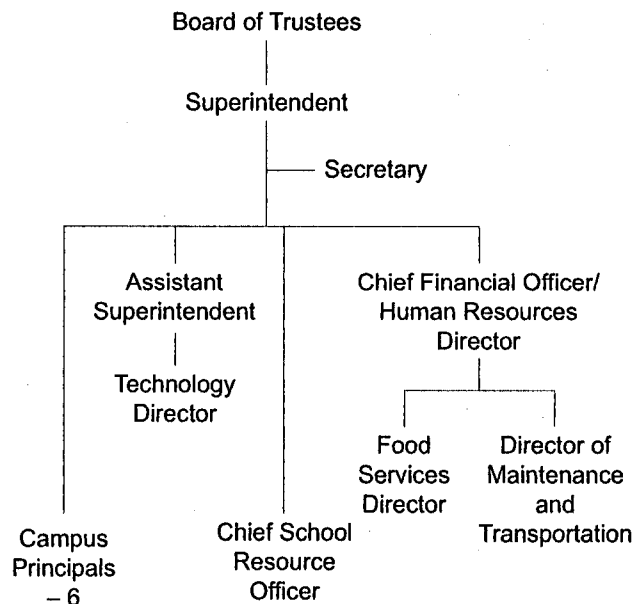 Board of Trustees
Superintendent
Secretary
Assistant
Superintendent
Chief Financial Officer/
Human Resources
Director
Technology
Director
Food
Services
Director
Director of
Maintenance
and
Transportation
Campus
Principals
– 6
Chief School
Resource
Officer